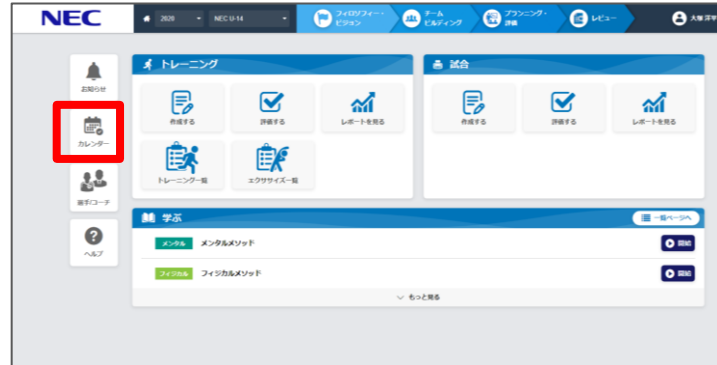 NEC
2020
NEC U-14
フィロソフィー・
ビジョン
チーム
ビルディング
プランニング・
評価
レビュー
大塚 洋平
お知らせ
カレンダー
選手/コーチ
ヘルプ
トレーニング
作成する
評価する
レポートを見る
トレーニング一覧
エクササイズ一覧
試合
作成する
評価する
レポートを見る
学ぶ
一覧ページへ
メンタル
メンタルメソッド
開始
フィジカル
フィジカルメソッド
開始
もっと見る